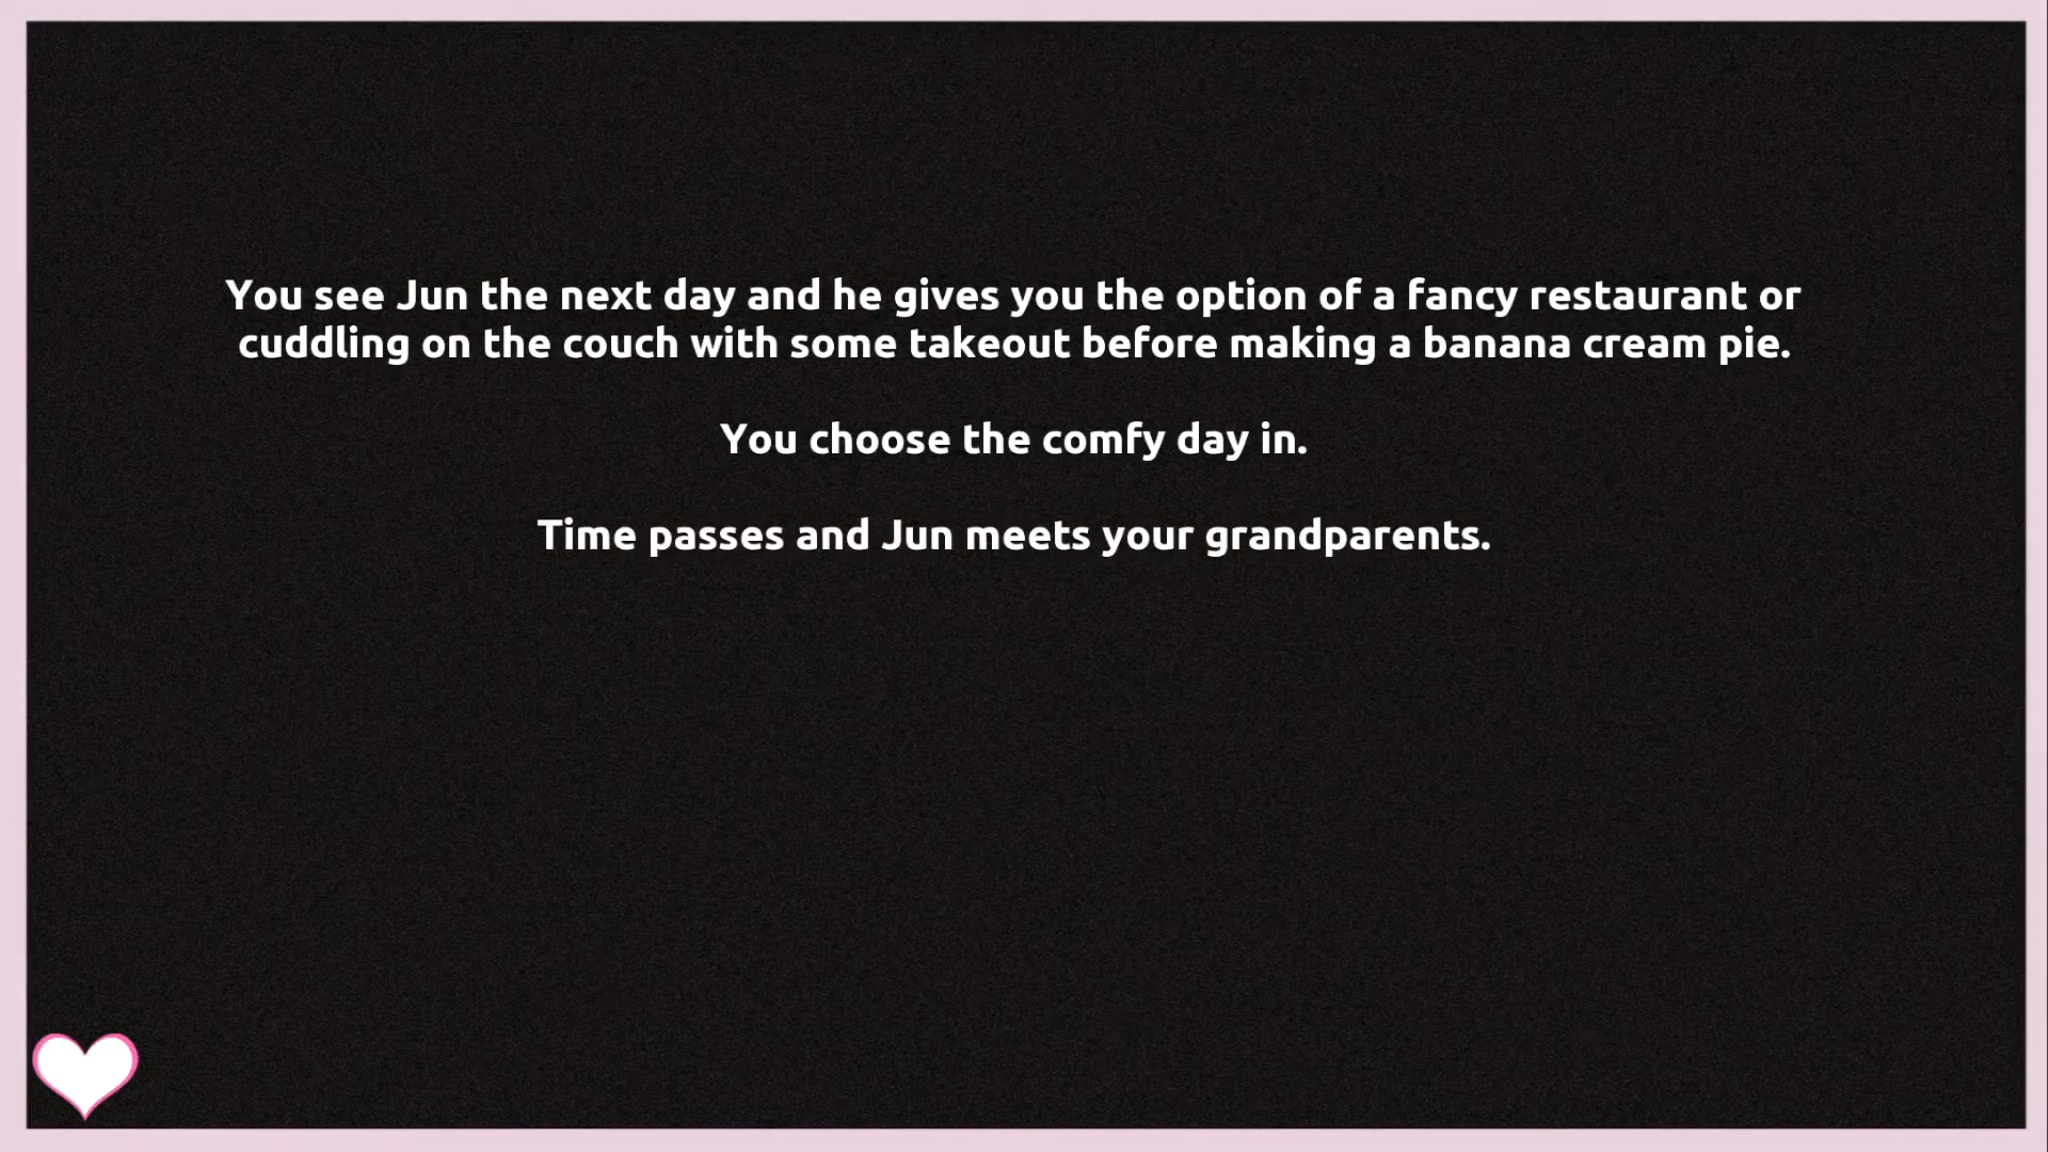 You see Jun the next day and he gives you the option of a fancy restaurant or
cuddling on the couch with some takeout before making a banana cream pie.
You choose the comfy day in.
Time passes and Jun meets your grandparents.